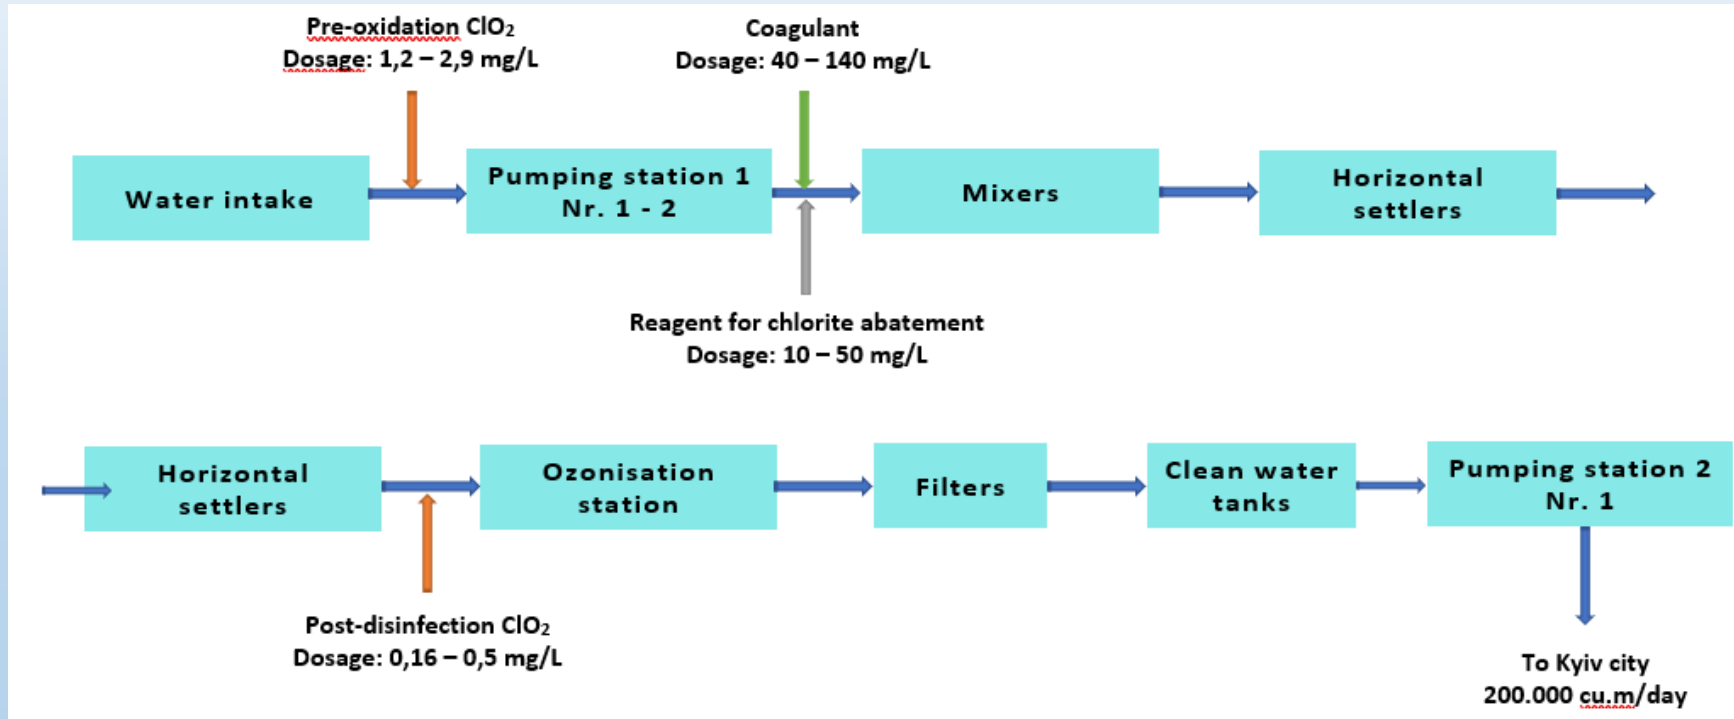 Pre-oxidation ClO₂
Dosage: 1,2 – 2,9 mg/L
Coagulant
Dosage: 40 – 140 mg/L
Water intake
Pumping station 1
Nr. 1 - 2
Mixers
Horizontal
settlers
Reagent for chlorite abatement
Dosage: 10 – 50 mg/L
Horizontal
settlers
Ozonisation
station
Filters
Clean water
tanks
Pumping station 2
Nr. 1
Post-disinfection ClO₂
Dosage: 0,16 – 0,5 mg/L
To Kyiv city
200.000 cu.m/day